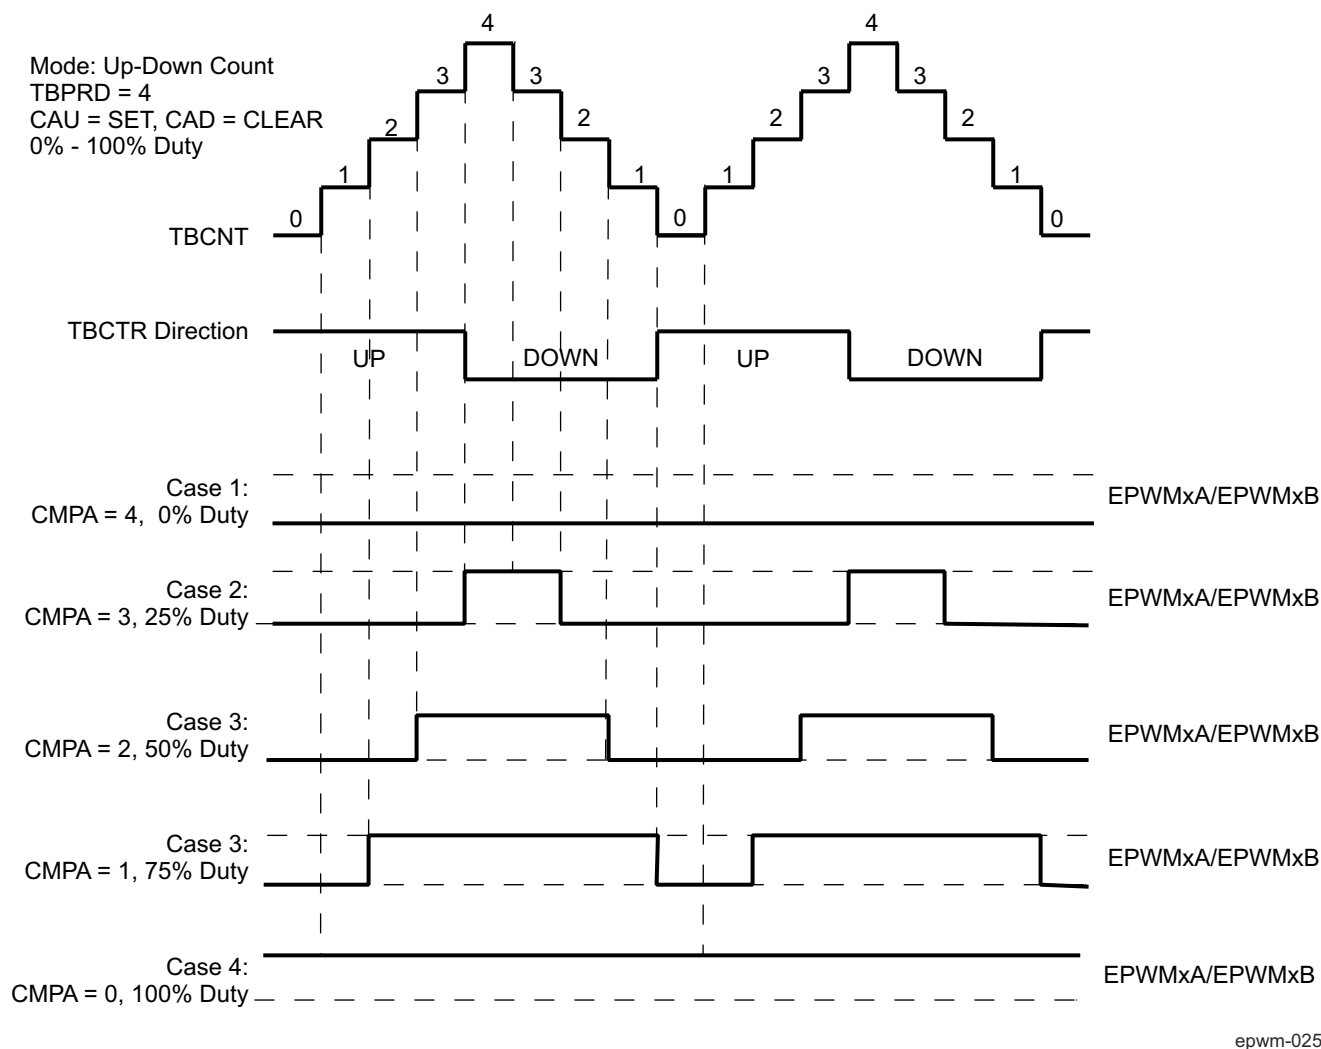 4
4
Mode: Up-Down Count
TBPRD = 4
CAU = SET, CAD = CLEAR
0% - 100% Duty
3
3
3
3
2
2
2
2
1
1
1
1
0
0
0
TBCNT
TBCTR Direction
UP
DOWN
UP
DOWN
Case 1:
CMPA = 4, 0% Duty
EPWMxA/EPWMxB
Case 2:
CMPA = 3, 25% Duty
EPWMxA/EPWMxB
Case 3:
CMPA = 2, 50% Duty
EPWMxA/EPWMxB
Case 3:
CMPA = 1, 75% Duty
EPWMxA/EPWMxB
Case 4:
CMPA = 0, 100% Duty
EPWMxA/EPWMxB
epwm-025